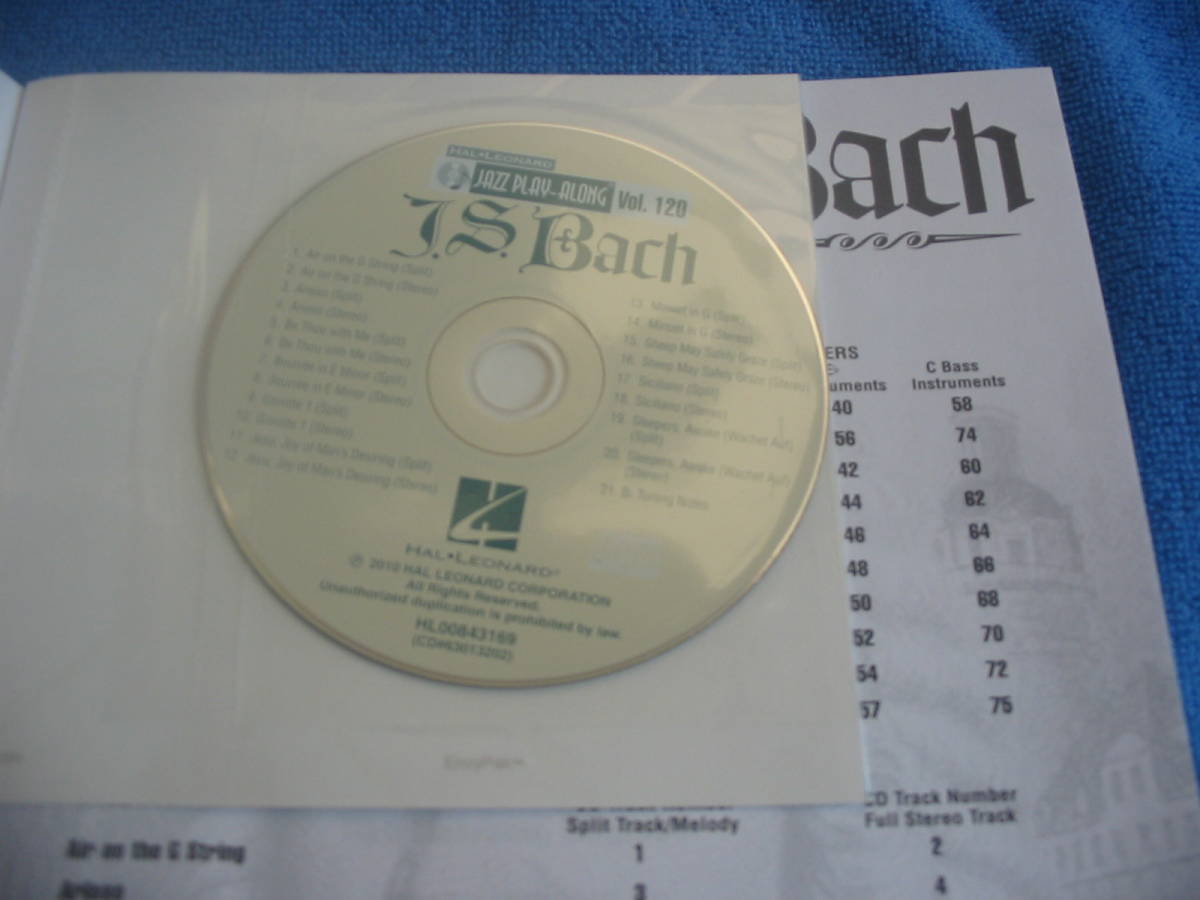 HAL•LEONARD
JAZZ PLAY-ALONG Vol. 120
J.S. Bach
1. Air on the G String (Split)
2. Air on the G String (Stereo)
3. Arioso (Split)
4. Arioso (Stereo)
5. Be Thou with Me (Split)
6. Be Thou with Me (Stereo)
7. Bourrée in E Minor (Split)
8. Bourrée in E Minor (Stereo)
9. Gavotte 1 (Split)
10. Gavotte 1 (Stereo)
11. Jesu, Joy of Man's Desiring (Split)
12. Jesu, Joy of Man's Desiring (Stereo)
13. Minuet in G (Split)
14. Minuet in G (Stereo)
15. Sheep May Safely Graze (Split)
16. Sheep May Safely Graze (Stereo)
17. Siciliano (Split)
18. Siciliano (Stereo)
19. Sleepers, Awake (Wachet Auf)
(Split)
20. Sleepers, Awake (Wachet Auf)
(Stereo)
21. B♭ Tuning Notes
HAL•LEONARD®
℗ 2010 HAL LEONARD CORPORATION
All Rights Reserved.
Unauthorized duplication is prohibited by law.
HL00843169
(CDH63013202)
Bach
ERS
C Bass
uments Instruments
40 58
56 74
42 60
44 62
46 64
48 66
50 68
52 70
54 72
57 75
CD Track Number
Split Track/Melody Full Stereo Track
Air on the G String 1 2
Arioso 3 4